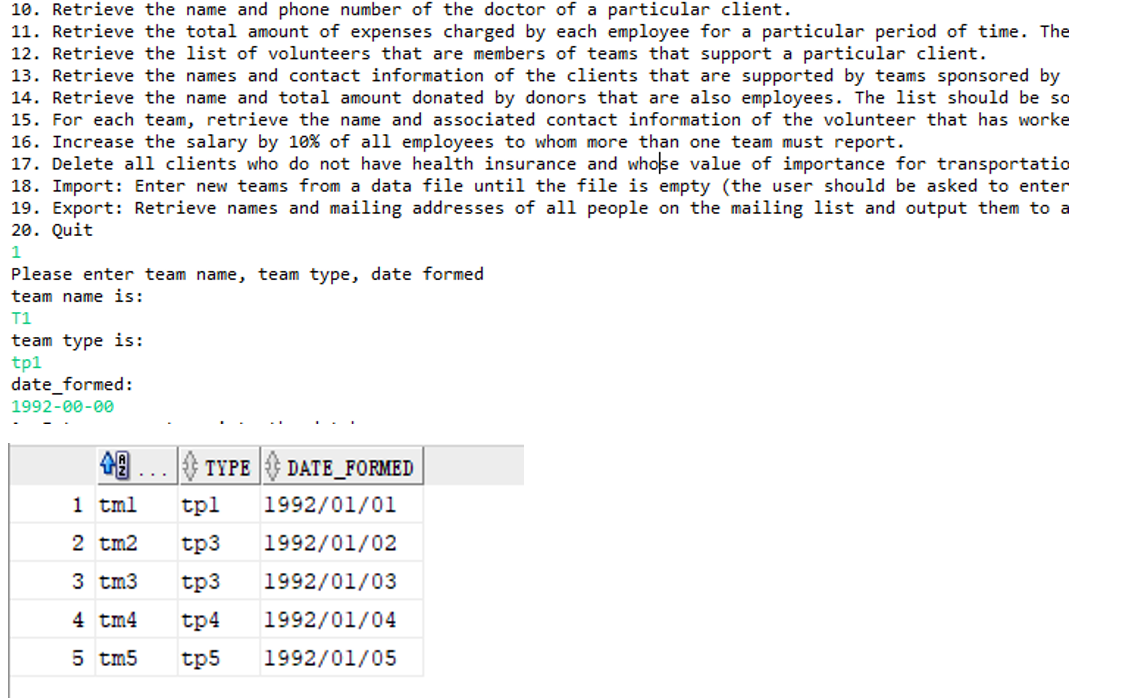 10. Retrieve the name and phone number of the doctor of a particular client.
11. Retrieve the total amount of expenses charged by each employee for a particular period of time. The
12. Retrieve the list of volunteers that are members of teams that support a particular client.
13. Retrieve the names and contact information of the clients that are supported by teams sponsored by
14. Retrieve the name and total amount donated by donors that are also employees. The list should be so
15. For each team, retrieve the name and associated contact information of the volunteer that has worke
16. Increase the salary by 10% of all employees to whom more than one team must report.
17. Delete all clients who do not have health insurance and whose value of importance for transportatio
18. Import: Enter new teams from a data file until the file is empty (the user should be asked to enter
19. Export: Retrieve names and mailing addresses of all people on the mailing list and output them to a
20. Quit
1
Please enter team name, team type, date formed
team name is:
T1
team type is:
tp1
date_formed:
1992-00-00
... TYPE DATE_FORMED
1 tm1 tp1 1992/01/01
2 tm2 tp3 1992/01/02
3 tm3 tp3 1992/01/03
4 tm4 tp4 1992/01/04
5 tm5 tp5 1992/01/05